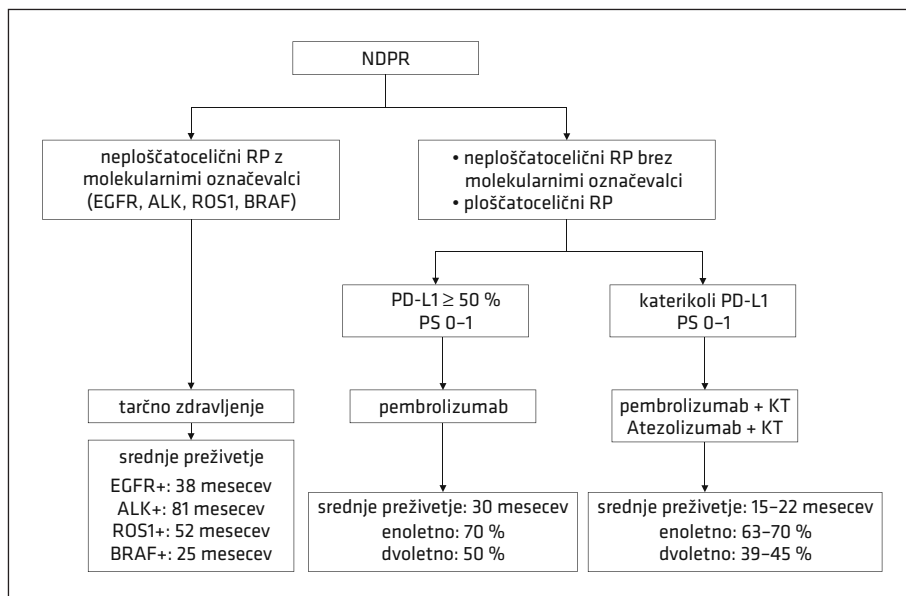 NDPR
neploščatocelični RP z
molekularnimi označevalci
(EGFR, ALK, ROS1, BRAF)
• neploščatocelični RP brez
molekularnimi označevalci
• ploščatocelični RP
PD-L1 ≥ 50 %
PS 0–1
katerikoli PD-L1
PS 0–1
tarčno zdravljenje
pembrolizumab
pembrolizumab + KT
Atezolizumab + KT
srednje preživetje
EGFR+: 38 mesecev
ALK+: 81 mesecev
ROS1+: 52 mesecev
BRAF+: 25 mesecev
srednje preživetje: 30 mesecev
enoletno: 70 %
dvoletno: 50 %
srednje preživetje: 15–22 mesecev
enoletno: 63–70 %
dvoletno: 39–45 %